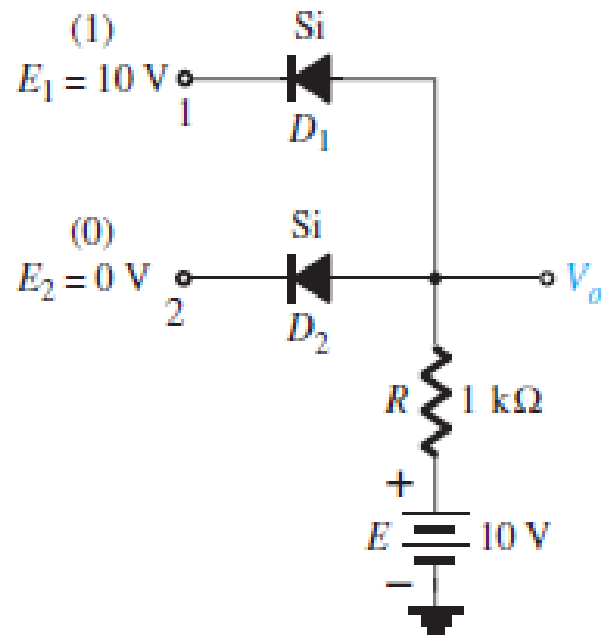 (1)
Si
E₁ = 10 V
1
D₁
(0)
Si
E₂ = 0 V
2
D₂
Vₒ
R
1 kΩ
+
E
10 V
−